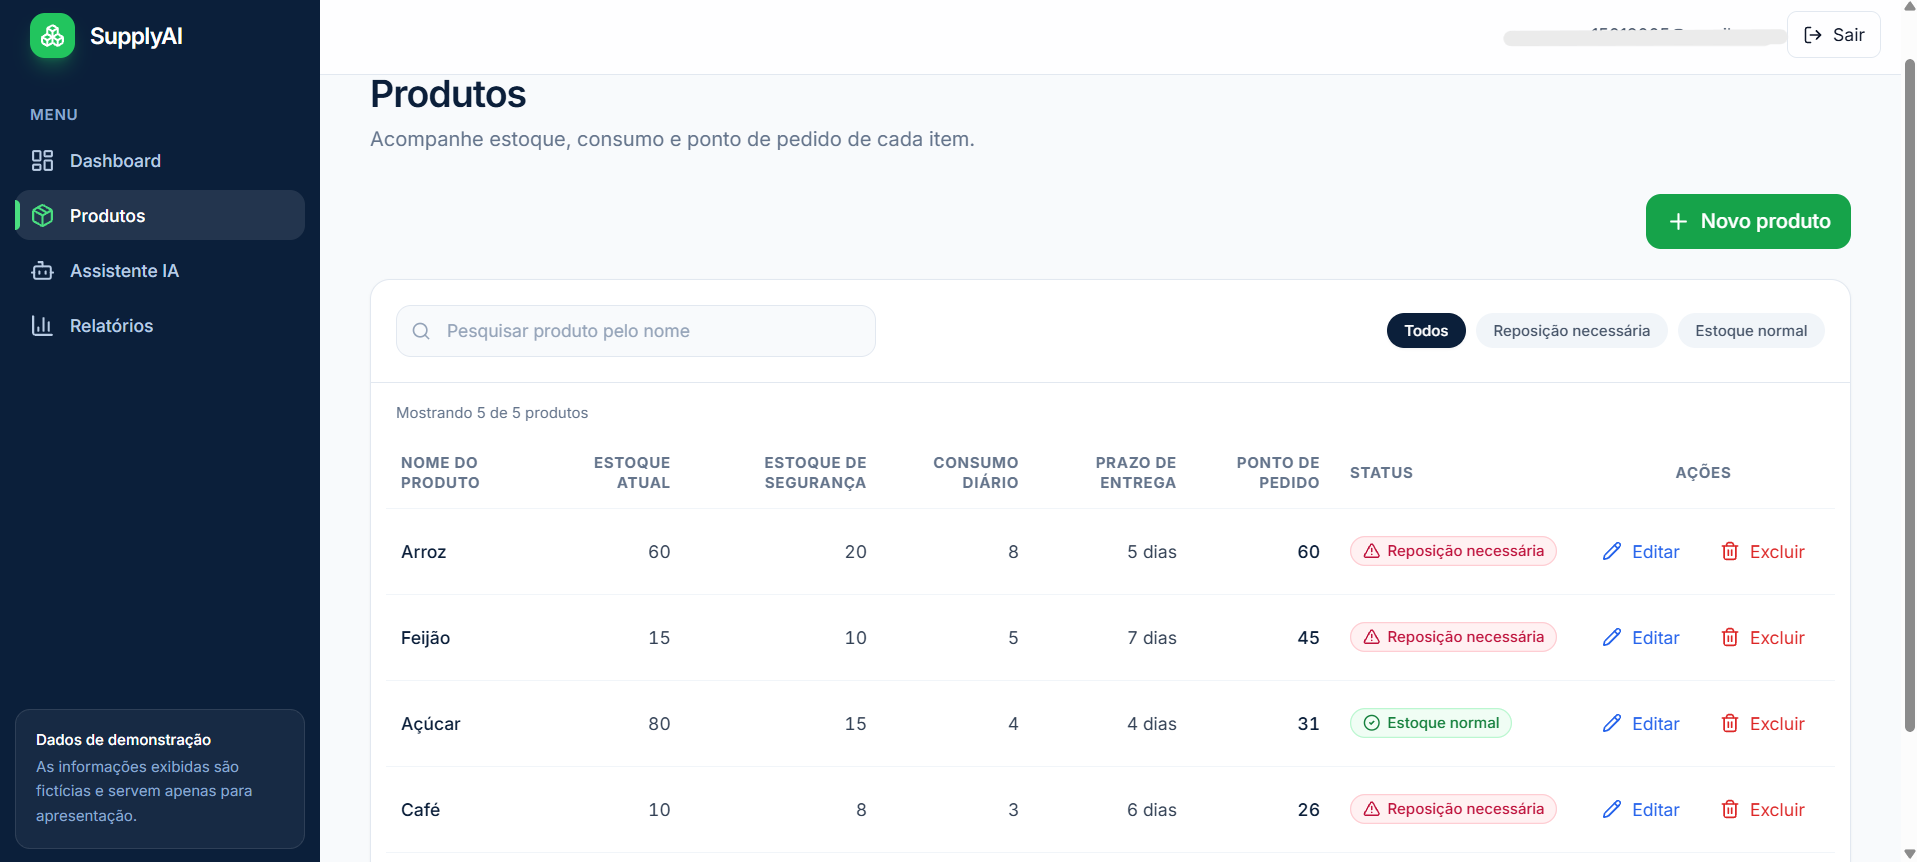 SupplyAI
Sair
MENU
Dashboard
Produtos
Assistente IA
Relatórios
Dados de demonstração
As informações exibidas são
fictícias e servem apenas para
apresentação.
Produtos
Acompanhe estoque, consumo e ponto de pedido de cada item.
Novo produto
Pesquisar produto pelo nome
Todos Reposição necessária Estoque normal
Mostrando 5 de 5 produtos
NOME DO PRODUTO ESTOQUE ATUAL ESTOQUE DE SEGURANÇA CONSUMO DIÁRIO PRAZO DE ENTREGA PONTO DE PEDIDO STATUS AÇÕES
Arroz 60 20 8 5 dias 60 Reposição necessária Editar Excluir
Feijão 15 10 5 7 dias 45 Reposição necessária Editar Excluir
Açúcar 80 15 4 4 dias 31 Estoque normal Editar Excluir
Café 10 8 3 6 dias 26 Reposição necessária Editar Excluir